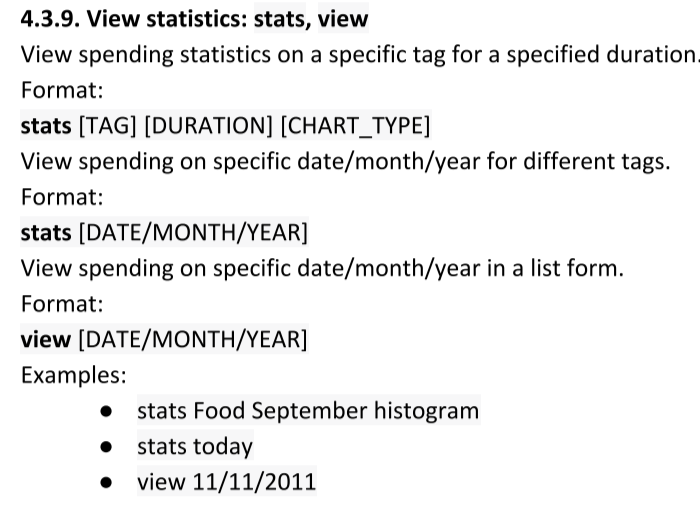 4.3.9. View statistics: stats, view
View spending statistics on a specific tag for a specified duration.
Format:
stats [TAG] [DURATION] [CHART_TYPE]
View spending on specific date/month/year for different tags.
Format:
stats [DATE/MONTH/YEAR]
View spending on specific date/month/year in a list form.
Format:
view [DATE/MONTH/YEAR]
Examples:
● stats Food September histogram
● stats today
● view 11/11/2011